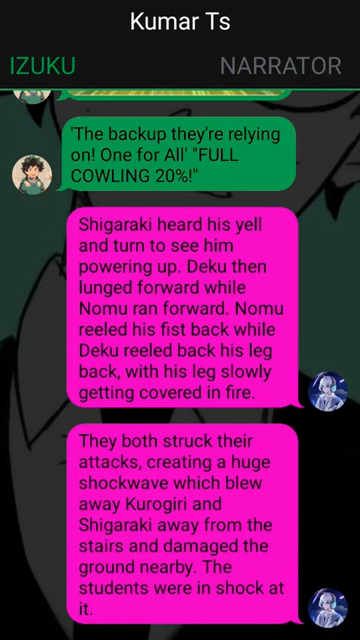 Kumar Ts
IZUKU
NARRATOR
'The backup they're relying
on! One for All' "FULL
COWLING 20%!"
Shigaraki heard his yell
and turn to see him
powering up. Deku then
lunged forward while
Nomu ran forward. Nomu
reeled his fist back while
Deku reeled back his leg
back, with his leg slowly
getting covered in fire.
They both struck their
attacks, creating a huge
shockwave which blew
away Kurogiri and
Shigaraki away from the
stairs and damaged the
ground nearby. The
students were in shock at
it.